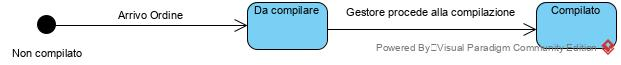 Arrivo Ordine
Da compilare
Gestore procede alla compilazione
Compilato
Non compilato
Powered By Visual Paradigm Community Edition